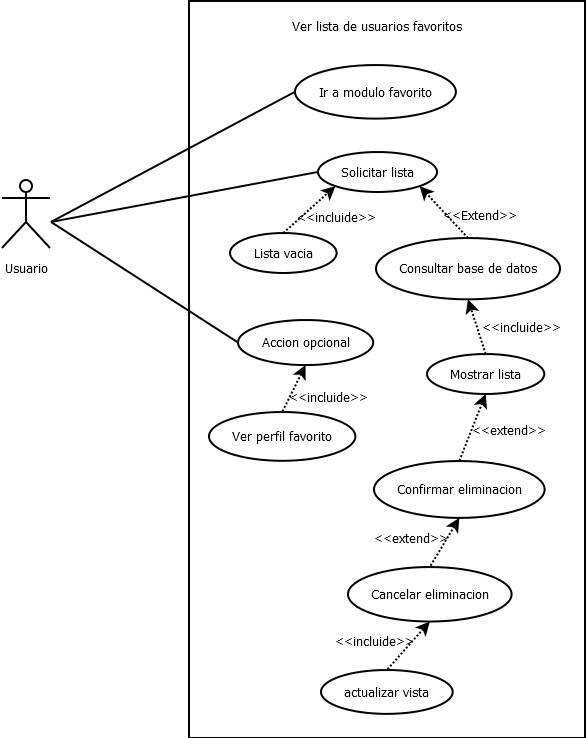 Ver lista de usuarios favoritos
Ir a modulo favorito
Solicitar lista
<<incluide>>
<<Extend>>
Lista vacia
Consultar base de datos
Usuario
<<incluide>>
Accion opcional
Mostrar lista
<<incluide>>
<<extend>>
Ver perfil favorito
Confirmar eliminacion
<<extend>>
Cancelar eliminacion
<<incluide>>
actualizar vista